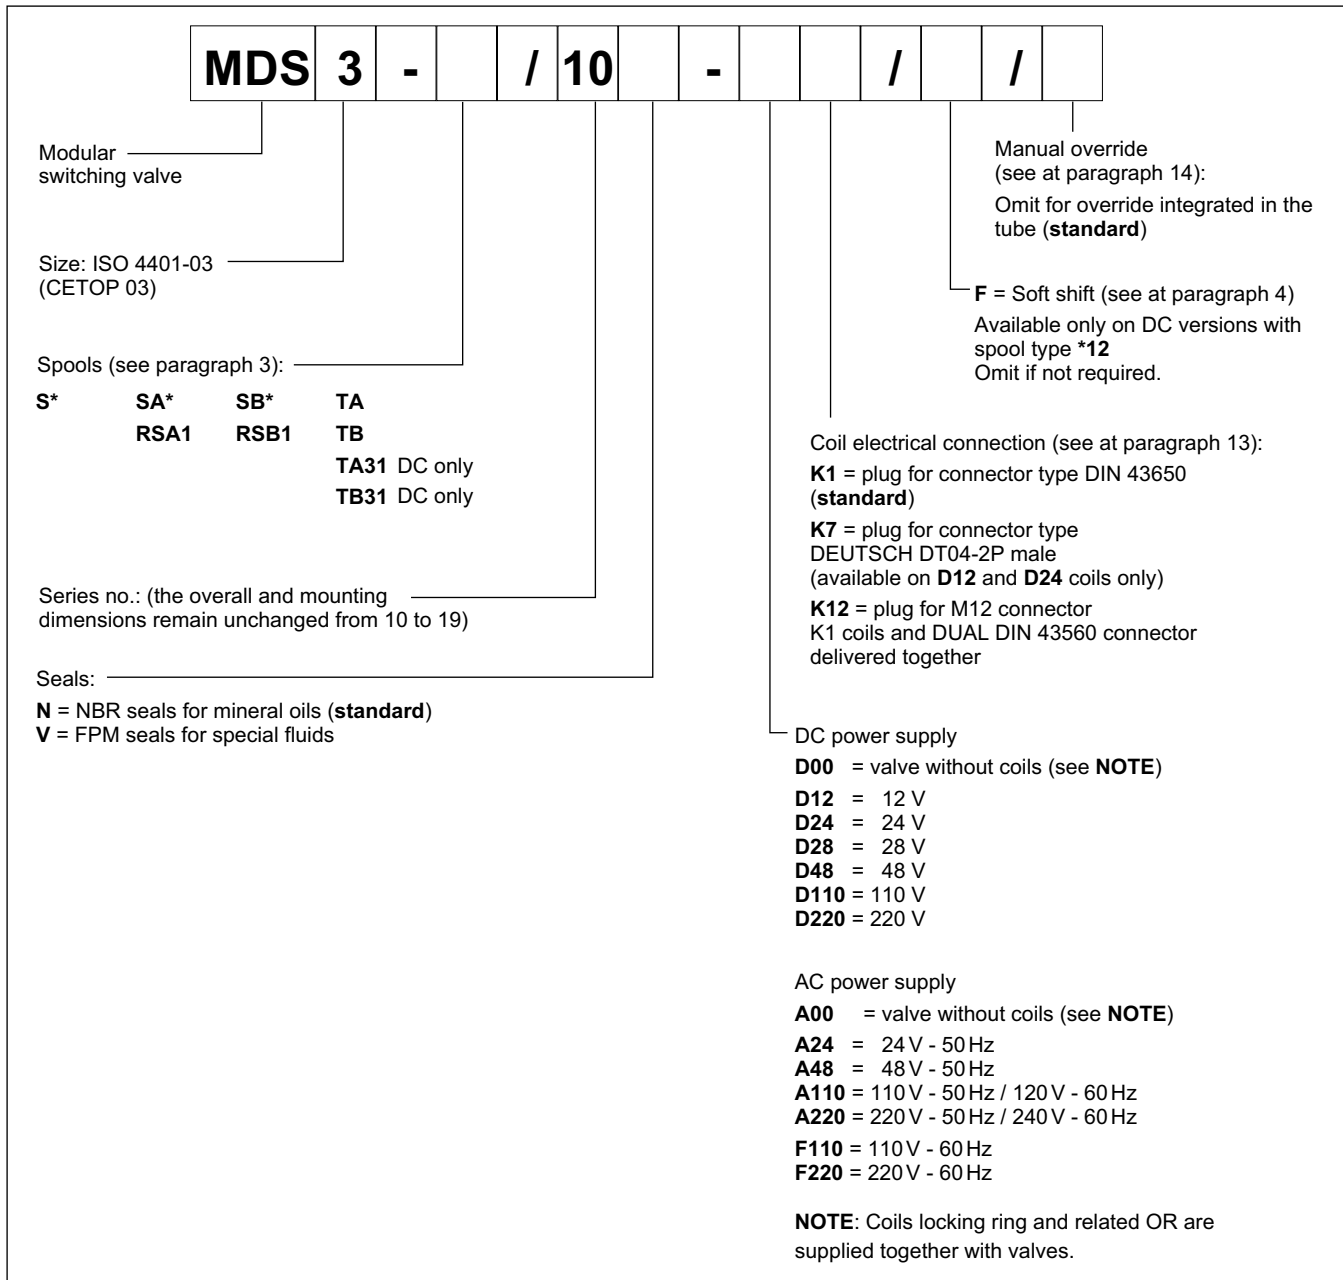 MDS 3 - / 10 - / /
Modular
switching valve
Size: ISO 4401-03
(CETOP 03)
Spools (see paragraph 3):
S* SA* SB* TA
RSA1 RSB1 TB
TA31 DC only
TB31 DC only
Series no.: (the overall and mounting
dimensions remain unchanged from 10 to 19)
Seals:
N = NBR seals for mineral oils (standard)
V = FPM seals for special fluids
Manual override
(see at paragraph 14):
Omit for override integrated in the
tube (standard)
F = Soft shift (see at paragraph 4)
Available only on DC versions with
spool type *12
Omit if not required.
Coil electrical connection (see at paragraph 13):
K1 = plug for connector type DIN 43650
(standard)
K7 = plug for connector type
DEUTSCH DT04-2P male
(available on D12 and D24 coils only)
K12 = plug for M12 connector
K1 coils and DUAL DIN 43560 connector
delivered together
DC power supply
D00 = valve without coils (see NOTE)
D12 = 12 V
D24 = 24 V
D28 = 28 V
D48 = 48 V
D110 = 110 V
D220 = 220 V
AC power supply
A00 = valve without coils (see NOTE)
A24 = 24 V - 50 Hz
A48 = 48 V - 50 Hz
A110 = 110 V - 50 Hz / 120 V - 60 Hz
A220 = 220 V - 50 Hz / 240 V - 60 Hz
F110 = 110 V - 60 Hz
F220 = 220 V - 60 Hz
NOTE: Coils locking ring and related OR are
supplied together with valves.